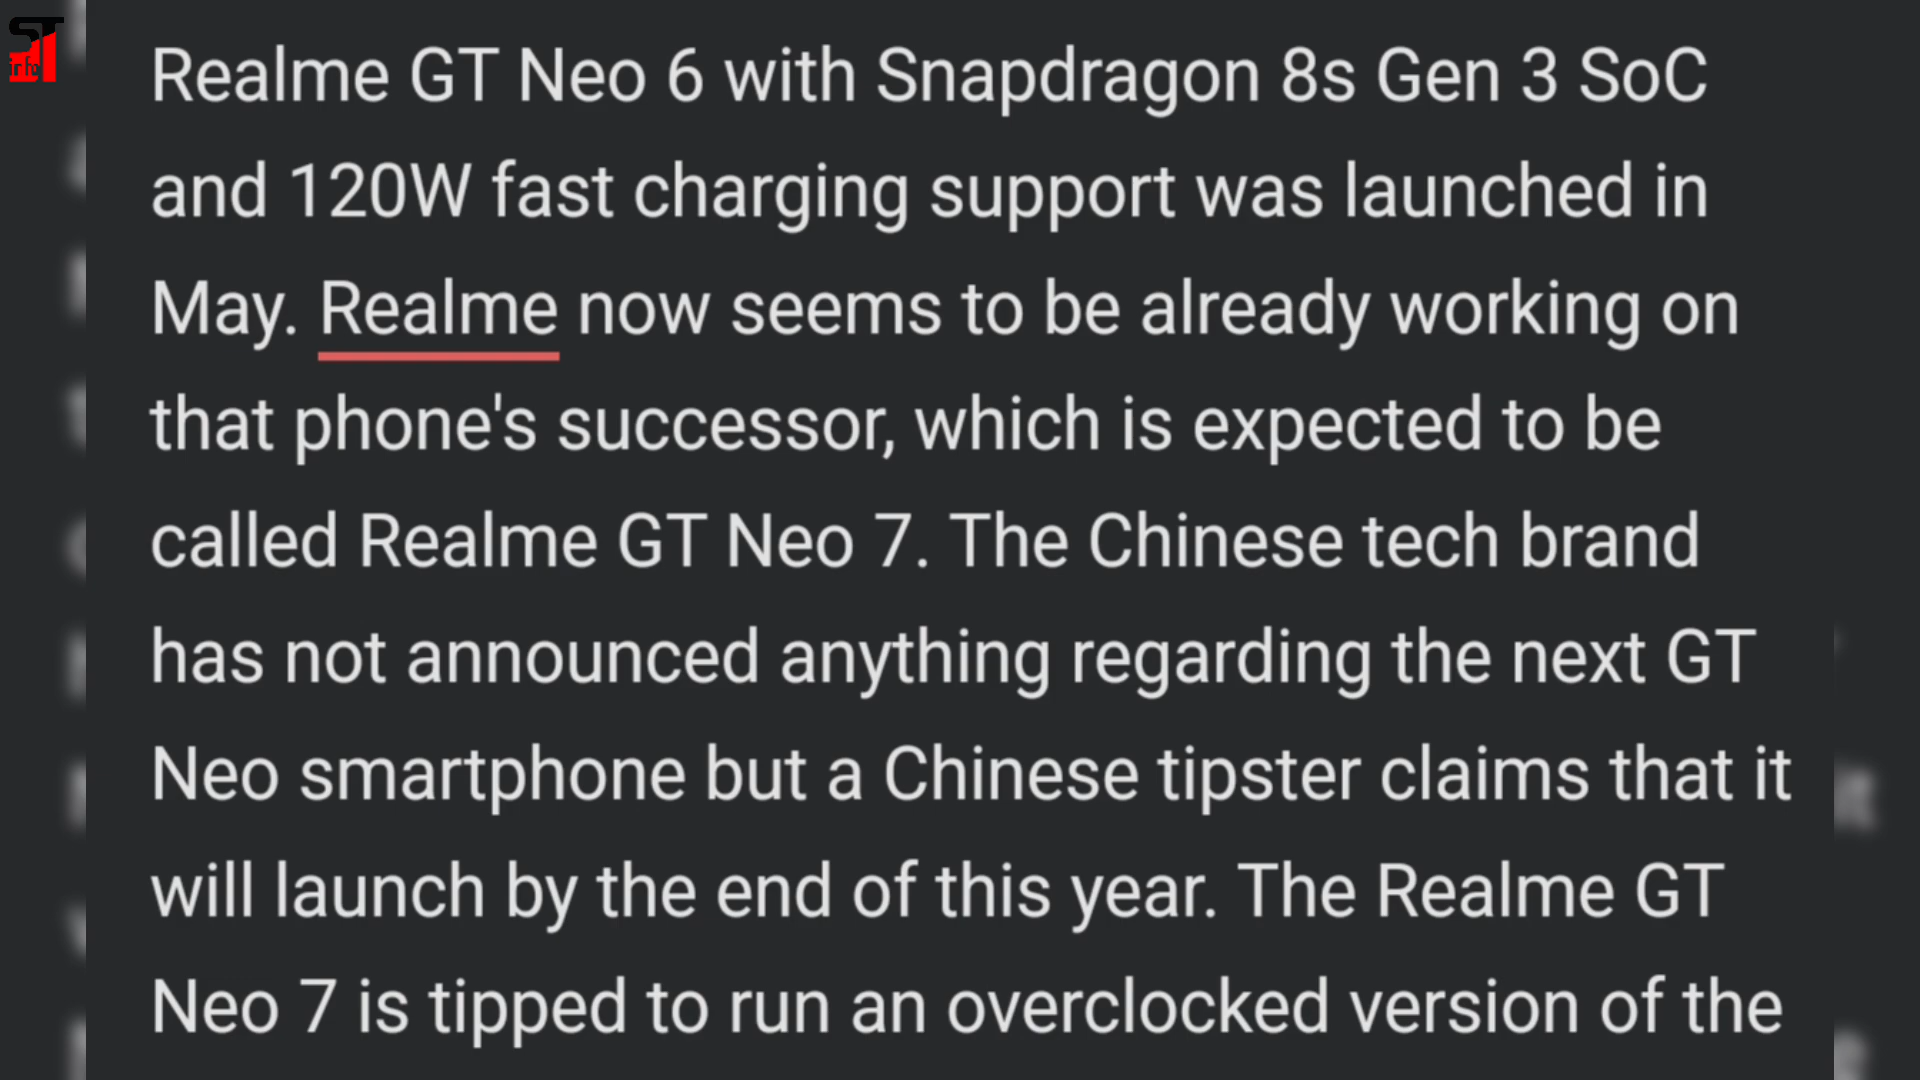 ST
info
Realme GT Neo 6 with Snapdragon 8s Gen 3 SoC
and 120W fast charging support was launched in
May. Realme now seems to be already working on
that phone's successor, which is expected to be
called Realme GT Neo 7. The Chinese tech brand
has not announced anything regarding the next GT
Neo smartphone but a Chinese tipster claims that it
will launch by the end of this year. The Realme GT
Neo 7 is tipped to run an overclocked version of the